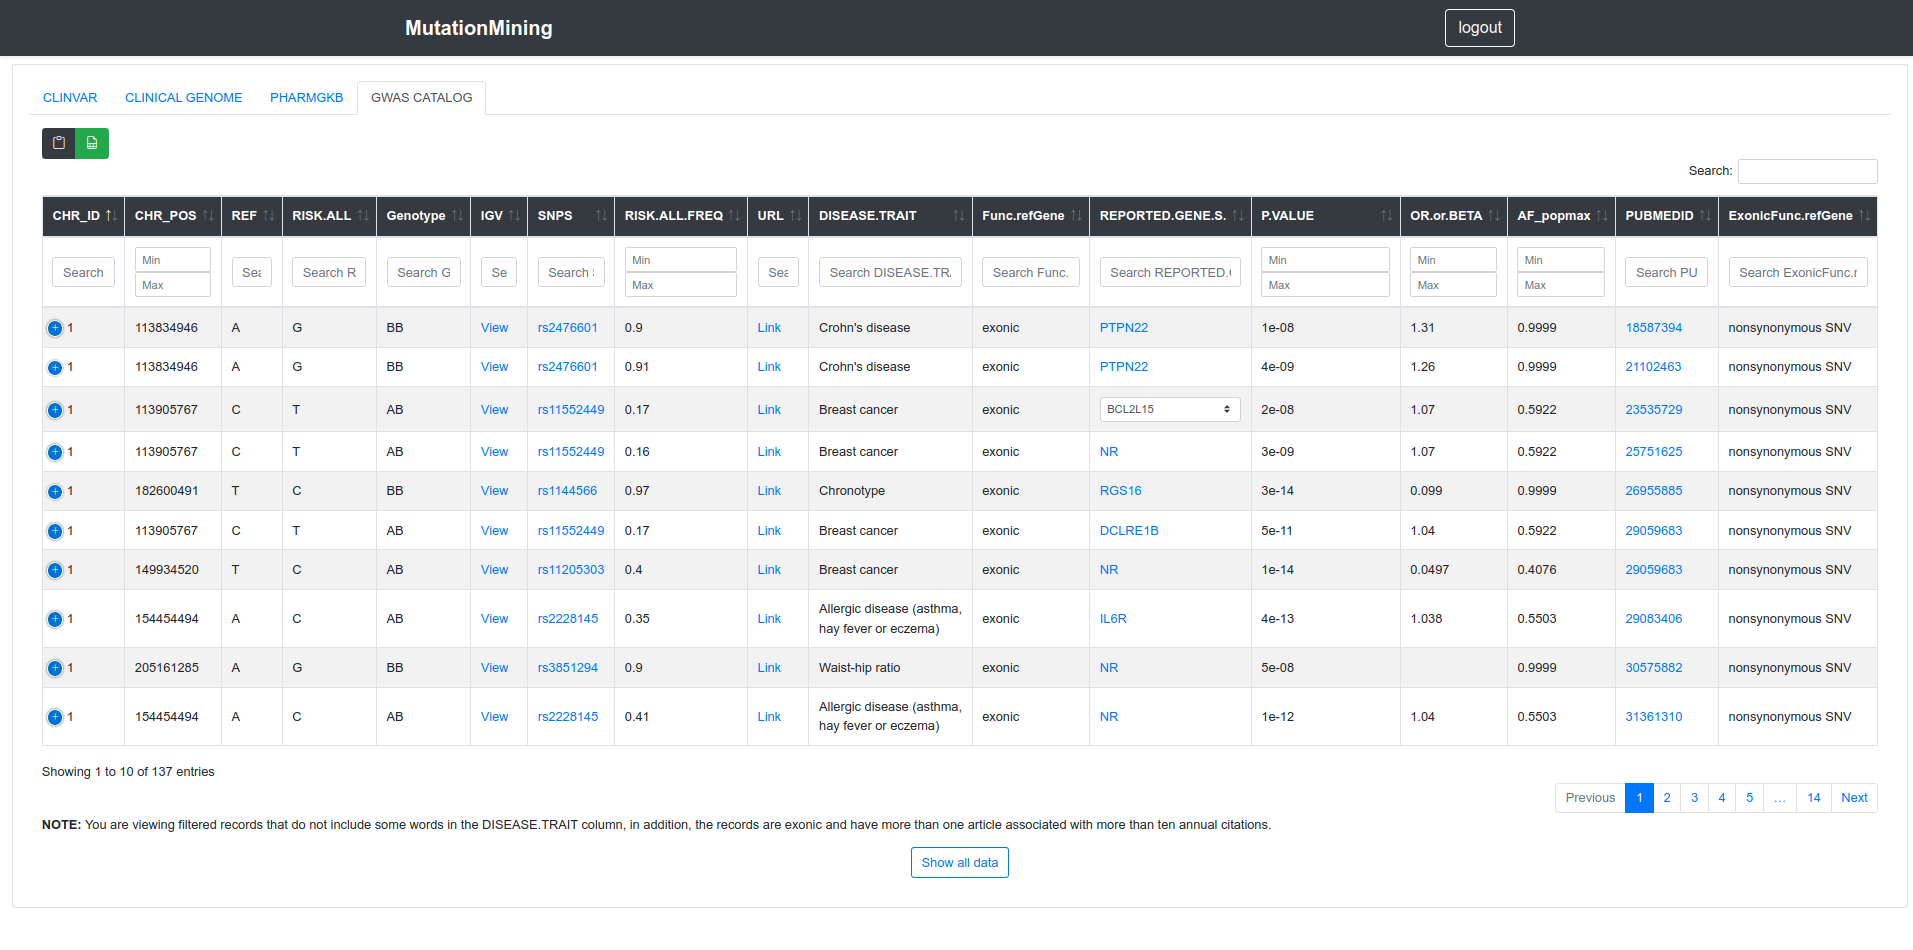 MutationMining
logout
CLINVAR CLINICAL GENOME PHARMGKB GWAS CATALOG
Search:
CHR_ID CHR_POS REF RISK.ALL Genotype IGV SNPS RISK.ALL.FREQ URL DISEASE.TRAIT Func.refGene REPORTED.GENE.S. P.VALUE OR.or.BETA AF_popmax PUBMEDID ExonicFunc.refGene
Min Min Min Min Min
Search Sea Search R Search G Se Search Sea Search DISEASE.TR Search Func. Search REPORTED. Search PU Search ExonicFunc.r
Max Max Max Max Max
1 113834946 A G BB View rs2476601 0.9 Link Crohn's disease exonic PTPN22 1e-08 1.31 0.9999 18587394 nonsynonymous SNV
1 113834946 A G BB View rs2476601 0.91 Link Crohn's disease exonic PTPN22 4e-09 1.26 0.9999 21102463 nonsynonymous SNV
1 113905767 C T AB View rs11552449 0.17 Link Breast cancer exonic BCL2L15 2e-08 1.07 0.5922 23535729 nonsynonymous SNV
1 113905767 C T AB View rs11552449 0.16 Link Breast cancer exonic NR 3e-09 1.07 0.5922 25751625 nonsynonymous SNV
1 182600491 T C BB View rs1144566 0.97 Link Chronotype exonic RGS16 3e-14 0.099 0.9999 26955885 nonsynonymous SNV
1 113905767 C T AB View rs11552449 0.17 Link Breast cancer exonic DCLRE1B 5e-11 1.04 0.5922 29059683 nonsynonymous SNV
1 149934520 T C AB View rs11205303 0.4 Link Breast cancer exonic NR 1e-14 0.0497 0.4076 29059683 nonsynonymous SNV
1 154454494 A C AB View rs2228145 0.35 Link Allergic disease (asthma, hay fever or eczema) exonic IL6R 4e-13 1.038 0.5503 29083406 nonsynonymous SNV
1 205161285 A G BB View rs3851294 0.9 Link Waist-hip ratio exonic NR 5e-08 0.9999 30575882 nonsynonymous SNV
1 154454494 A C AB View rs2228145 0.41 Link Allergic disease (asthma, hay fever or eczema) exonic NR 1e-12 1.04 0.5503 31361310 nonsynonymous SNV
Showing 1 to 10 of 137 entries
Previous 1 2 3 4 5 … 14 Next
NOTE: You are viewing filtered records that do not include some words in the DISEASE.TRAIT column, in addition, the records are exonic and have more than one article associated with more than ten annual citations.
Show all data